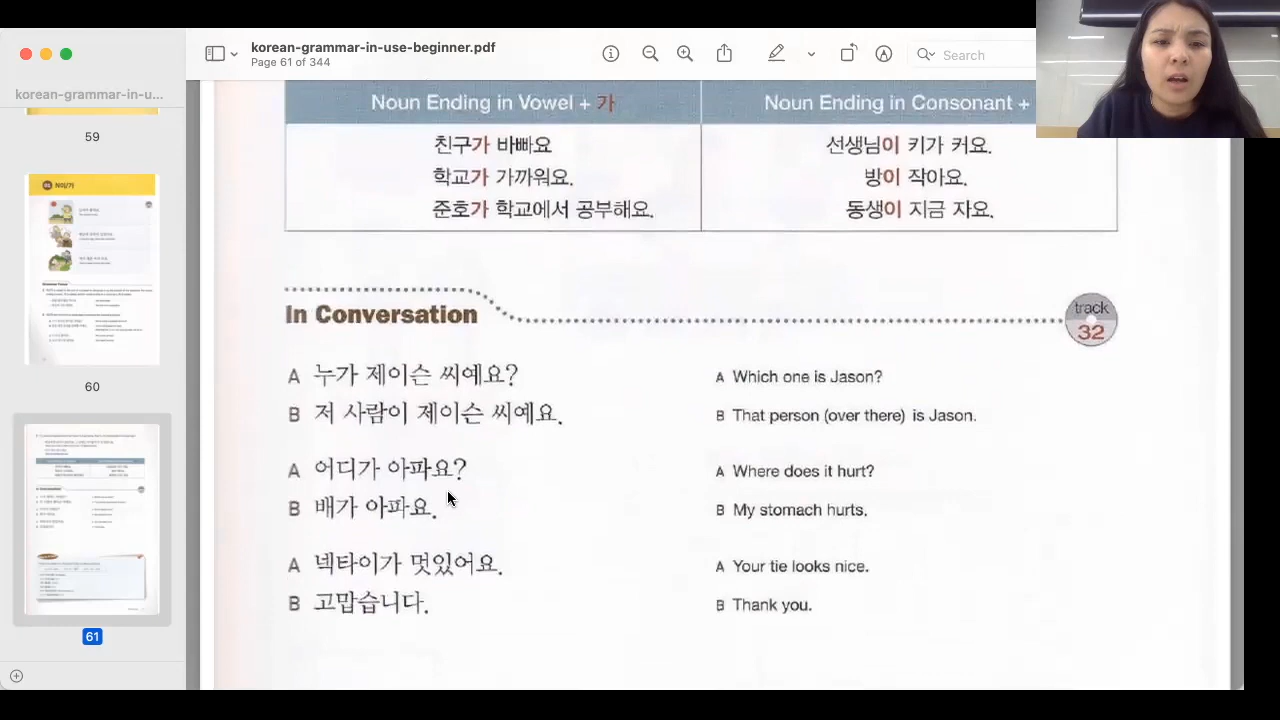 korean-grammar-in-use-beginner.pdf
Page 61 of 344
Search
korean-grammar-in-u...
59
60
61
Noun Ending in Vowel + 가
Noun Ending in Consonant +
친구가 바빠요
선생님이 키가 커요.
학교가 가까워요.
방이 작아요.
준호가 학교에서 공부해요.
동생이 지금 자요.
In Conversation
track
32
A 누가 제이슨 씨예요?
A Which one is Jason?
B 저 사람이 제이슨 씨예요.
B That person (over there) is Jason.
A 어디가 아파요?
A Where does it hurt?
B 배가 아파요.
B My stomach hurts.
A 넥타이가 멋있어요.
A Your tie looks nice.
B 고맙습니다.
B Thank you.